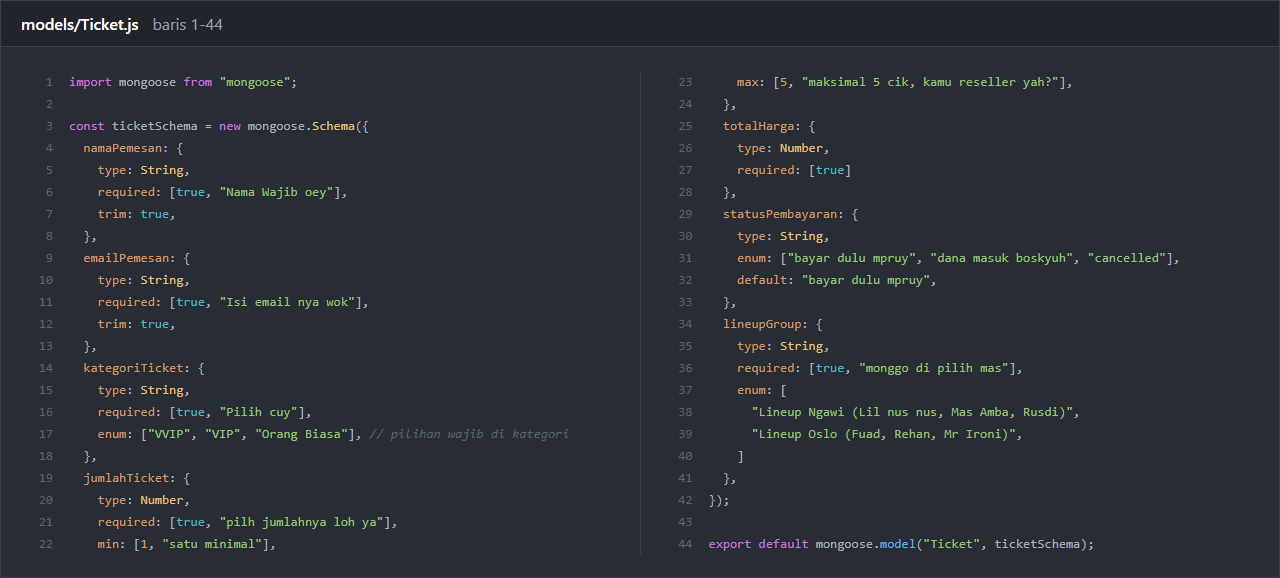 models/Ticket.js baris 1-44
1 import mongoose from "mongoose";
2
3 const ticketSchema = new mongoose.Schema({
4 namaPemesan: {
5 type: String,
6 required: [true, "Nama Wajib oey"],
7 trim: true,
8 },
9 emailPemesan: {
10 type: String,
11 required: [true, "Isi email nya wok"],
12 trim: true,
13 },
14 kategoriTicket: {
15 type: String,
16 required: [true, "Pilih cuy"],
17 enum: ["VVIP", "VIP", "Orang Biasa"], // pilihan wajib di kategori
18 },
19 jumlahTicket: {
20 type: Number,
21 required: [true, "pilh jumlahnya loh ya"],
22 min: [1, "satu minimal"],
23 max: [5, "maksimal 5 cik, kamu reseller yah?"],
24 },
25 totalHarga: {
26 type: Number,
27 required: [true]
28 },
29 statusPembayaran: {
30 type: String,
31 enum: ["bayar dulu mpruy", "dana masuk boskyuh", "cancelled"],
32 default: "bayar dulu mpruy",
33 },
34 lineupGroup: {
35 type: String,
36 required: [true, "monggo di pilih mas"],
37 enum: [
38 "Lineup Ngawi (Lil nus nus, Mas Amba, Rusdi)",
39 "Lineup Oslo (Fuad, Rehan, Mr Ironi)",
40 ]
41 },
42 });
43
44 export default mongoose.model("Ticket", ticketSchema);